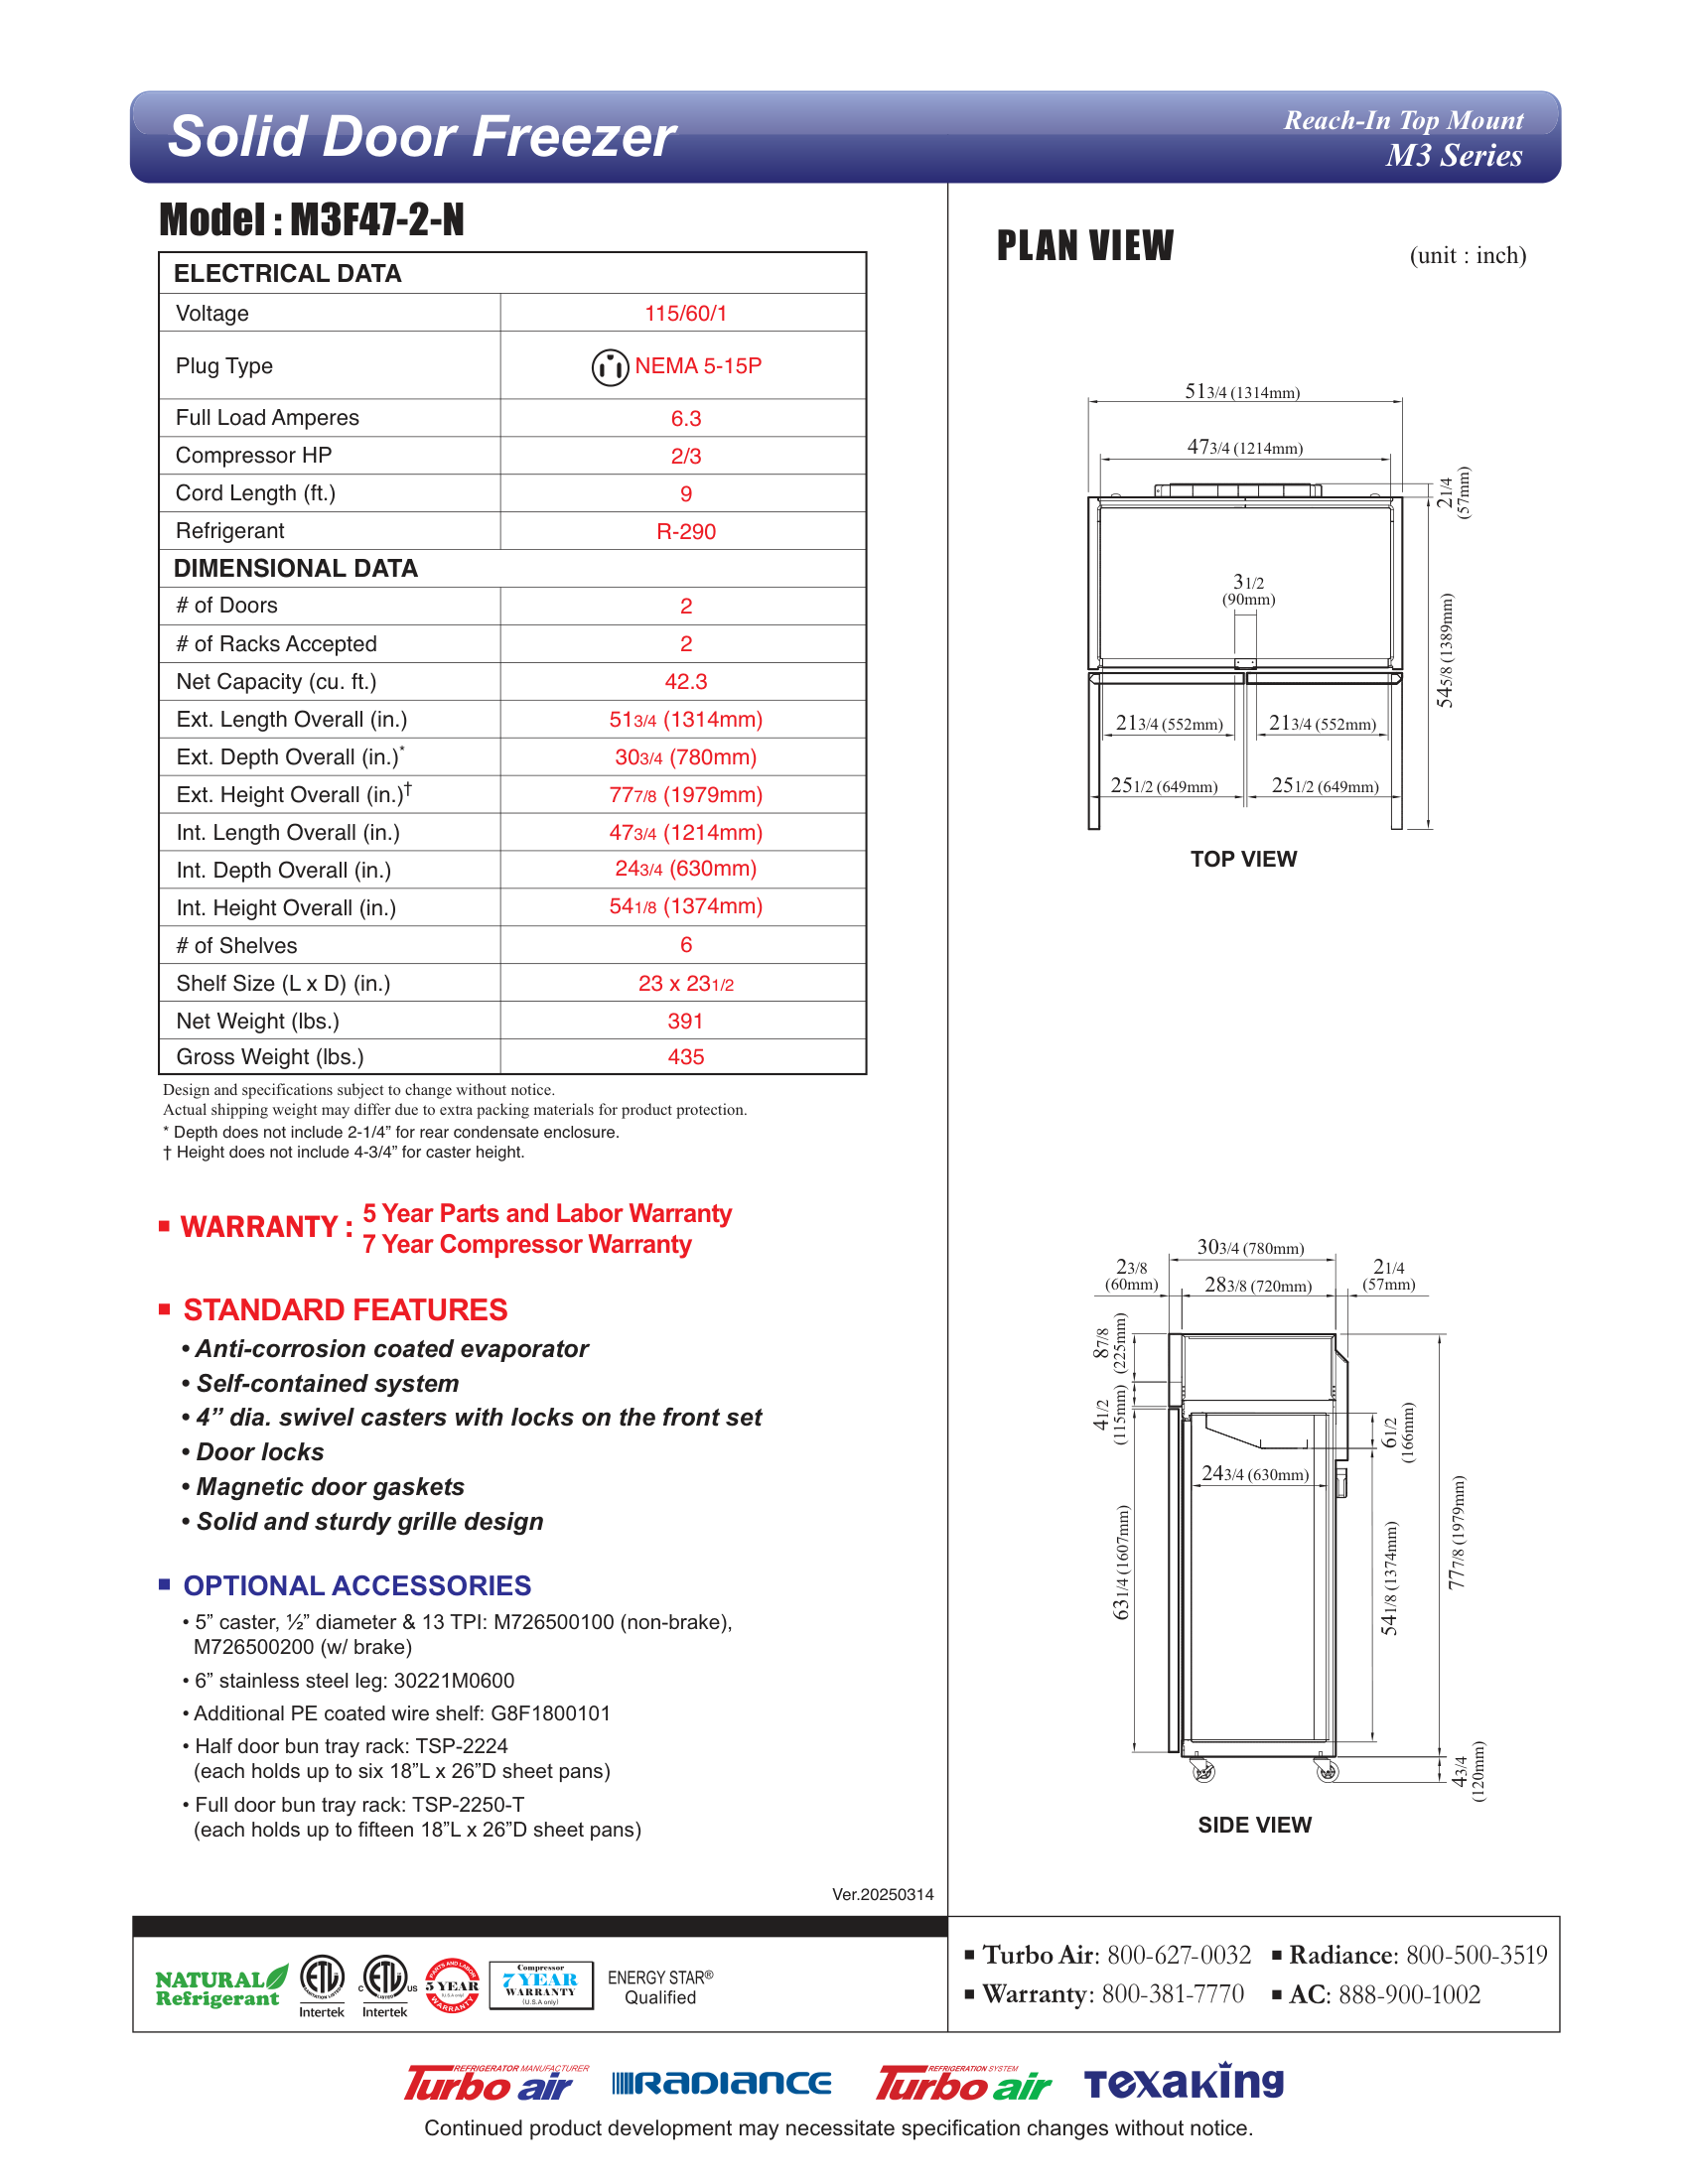 Solid Door Freezer
Reach-In Top Mount
M3 Series
Model : M3F47-2-N
ELECTRICAL DATA
Voltage 115/60/1
Plug Type NEMA 5-15P
Full Load Amperes 6.3
Compressor HP 2/3
Cord Length (ft.) 9
Refrigerant R-290
DIMENSIONAL DATA
# of Doors 2
# of Racks Accepted 2
Net Capacity (cu. ft.) 42.3
Ext. Length Overall (in.) 51 3/4 (1314mm)
Ext. Depth Overall (in.)* 30 3/4 (780mm)
Ext. Height Overall (in.)† 77 7/8 (1979mm)
Int. Length Overall (in.) 47 3/4 (1214mm)
Int. Depth Overall (in.) 24 3/4 (630mm)
Int. Height Overall (in.) 54 1/8 (1374mm)
# of Shelves 6
Shelf Size (L x D) (in.) 23 x 23 1/2
Net Weight (lbs.) 391
Gross Weight (lbs.) 435
Design and specifications subject to change without notice.
Actual shipping weight may differ due to extra packing materials for product protection.
* Depth does not include 2-1/4” for rear condensate enclosure.
† Height does not include 4-3/4” for caster height.
WARRANTY : 5 Year Parts and Labor Warranty
7 Year Compressor Warranty
STANDARD FEATURES
• Anti-corrosion coated evaporator
• Self-contained system
• 4” dia. swivel casters with locks on the front set
• Door locks
• Magnetic door gaskets
• Solid and sturdy grille design
OPTIONAL ACCESSORIES
• 5” caster, ½” diameter & 13 TPI: M726500100 (non-brake),
M726500200 (w/ brake)
• 6” stainless steel leg: 30221M0600
• Additional PE coated wire shelf: G8F1800101
• Half door bun tray rack: TSP-2224
(each holds up to six 18”L x 26”D sheet pans)
• Full door bun tray rack: TSP-2250-T
(each holds up to fifteen 18”L x 26”D sheet pans)
Ver.20250314
PLAN VIEW
(unit : inch)
51 3/4 (1314mm)
47 3/4 (1214mm)
2 1/4
(57mm)
3 1/2
(90mm)
54 5/8 (1389mm)
21 3/4 (552mm) 21 3/4 (552mm)
25 1/2 (649mm) 25 1/2 (649mm)
TOP VIEW
30 3/4 (780mm)
2 3/8
(60mm)
28 3/8 (720mm)
2 1/4
(57mm)
8 7/8
(225mm)
4 1/2
(115mm)
6 1/2
(166mm)
24 3/4 (630mm)
63 1/4 (1607mm)
54 1/8 (1374mm)
77 7/8 (1979mm)
4 3/4
(120mm)
SIDE VIEW
NATURAL
Refrigerant
ETL
Intertek
C ETL US
Intertek
PARTS AND LABOR
5 YEAR
(U.S.A only)
WARRANTY
Compressor
7 YEAR
WARRANTY
(U.S.A only)
ENERGY STAR®
Qualified
Turbo Air: 800-627-0032 Radiance: 800-500-3519
Warranty: 800-381-7770 AC: 888-900-1002
REFRIGERATOR MANUFACTURER
Turbo air
RADIANCE
REFRIGERATION SYSTEM
Turbo air
Texaking
Continued product development may necessitate specification changes without notice.